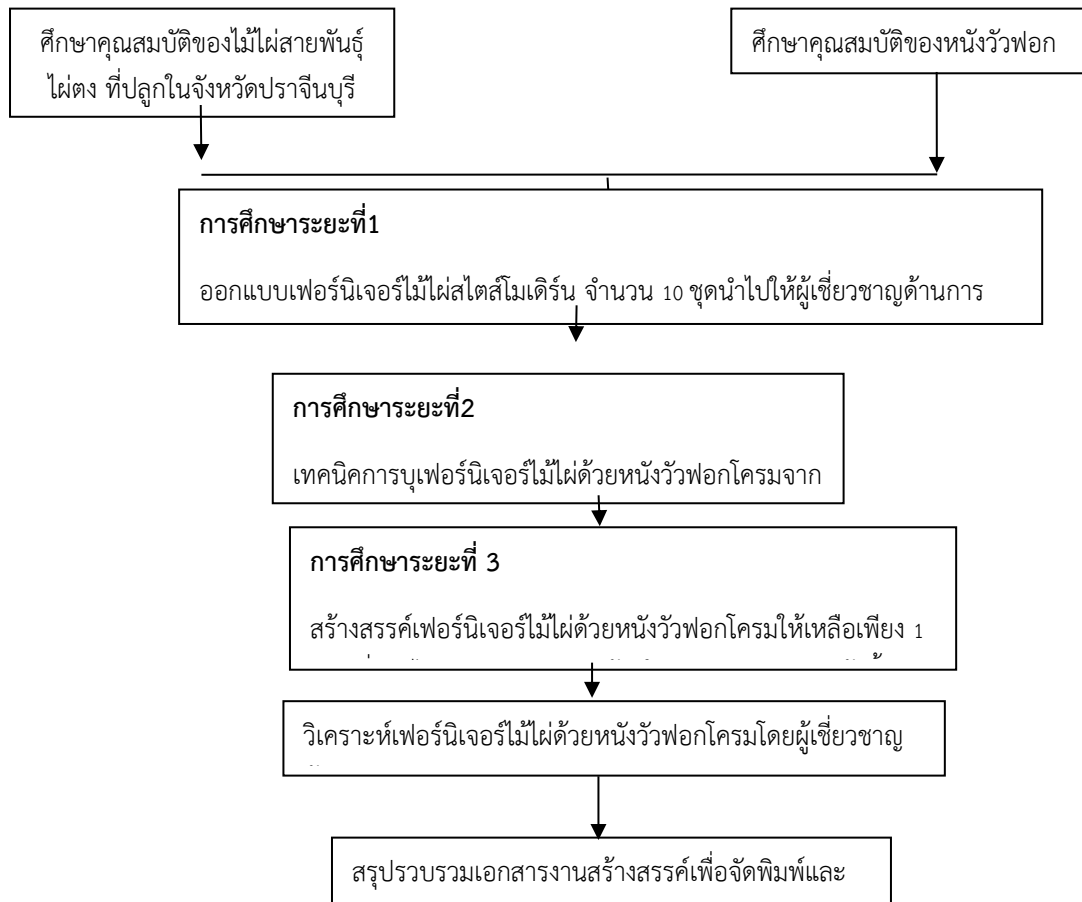 ศึกษาคุณสมบัติของไม้ไผ่สายพันธุ์
ไผ่ตง ที่ปลูกในจังหวัดปราจีนบุรี
ศึกษาคุณสมบัติของหนังวัวฟอก
การศึกษาระยะที่1
ออกแบบเฟอร์นิเจอร์ไม้ไผ่สไตส์โมเดิร์น จำนวน 10 ชุดนำไปให้ผู้เชี่ยวชาญด้านการ
การศึกษาระยะที่2
เทคนิคการบุเฟอร์นิเจอร์ไม้ไผ่ด้วยหนังวัวฟอกโครมจาก
การศึกษาระยะที่ 3
สร้างสรรค์เฟอร์นิเจอร์ไม้ไผ่ด้วยหนังวัวฟอกโครมให้เหลือเพียง 1
วิเคราะห์เฟอร์นิเจอร์ไม้ไผ่ด้วยหนังวัวฟอกโครมโดยผู้เชี่ยวชาญ
สรุปรวบรวมเอกสารงานสร้างสรรค์เพื่อจัดพิมพ์และ